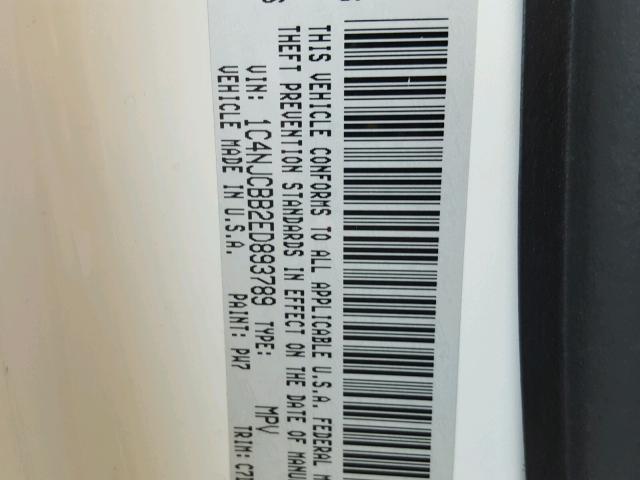 THIS VEHICLE CONFORMS TO ALL APPLICABLE U.S.A. FEDERAL M
THEFT PREVENTION STANDARDS IN EFFECT ON THE DATE OF MANU
VIN: 1C4NJCBB2ED893789 TYPE: MPV
VEHICLE MADE IN U.S.A. PAINT: PW7 TRIM: